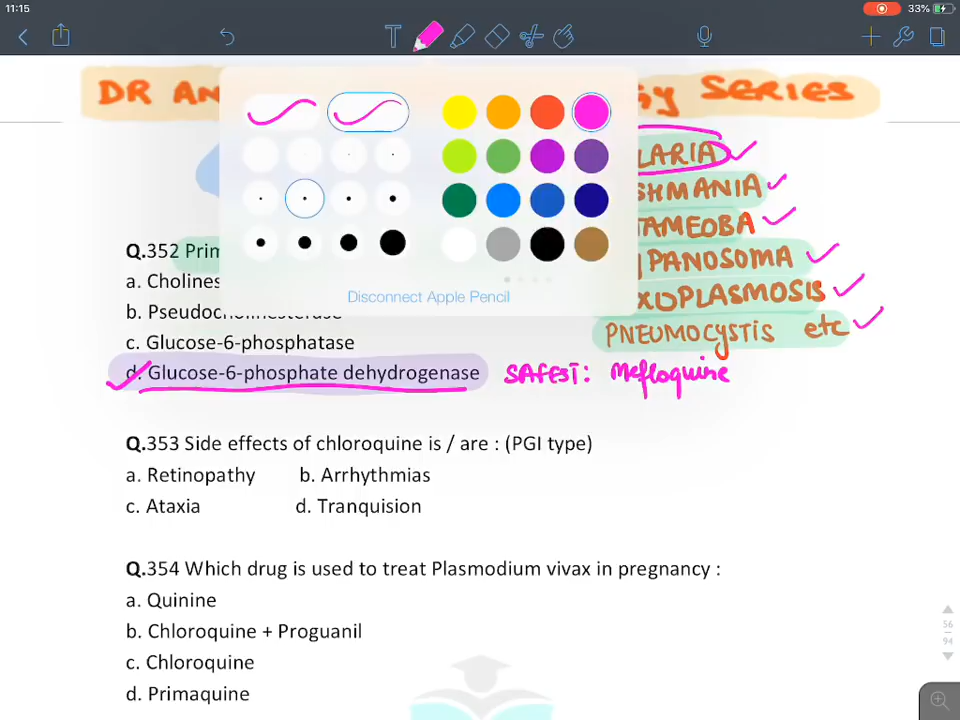 11:15
33%
DR AN
SERIES
LARIA
SHMANIA
TAMEOBA
PANOSOMA
XOPLASMOSIS
PNEUMOCYSTIS etc
Q.352 Prim
a. Cholines
b. Pseudocholinesterase
c. Glucose-6-phosphatase
d. Glucose-6-phosphate dehydrogenase SAFEST: Mefloquine
Disconnect Apple Pencil
Q.353 Side effects of chloroquine is / are : (PGI type)
a. Retinopathy b. Arrhythmias
c. Ataxia d. Tranquision
Q.354 Which drug is used to treat Plasmodium vivax in pregnancy :
a. Quinine
b. Chloroquine + Proguanil
c. Chloroquine
d. Primaquine
56
94